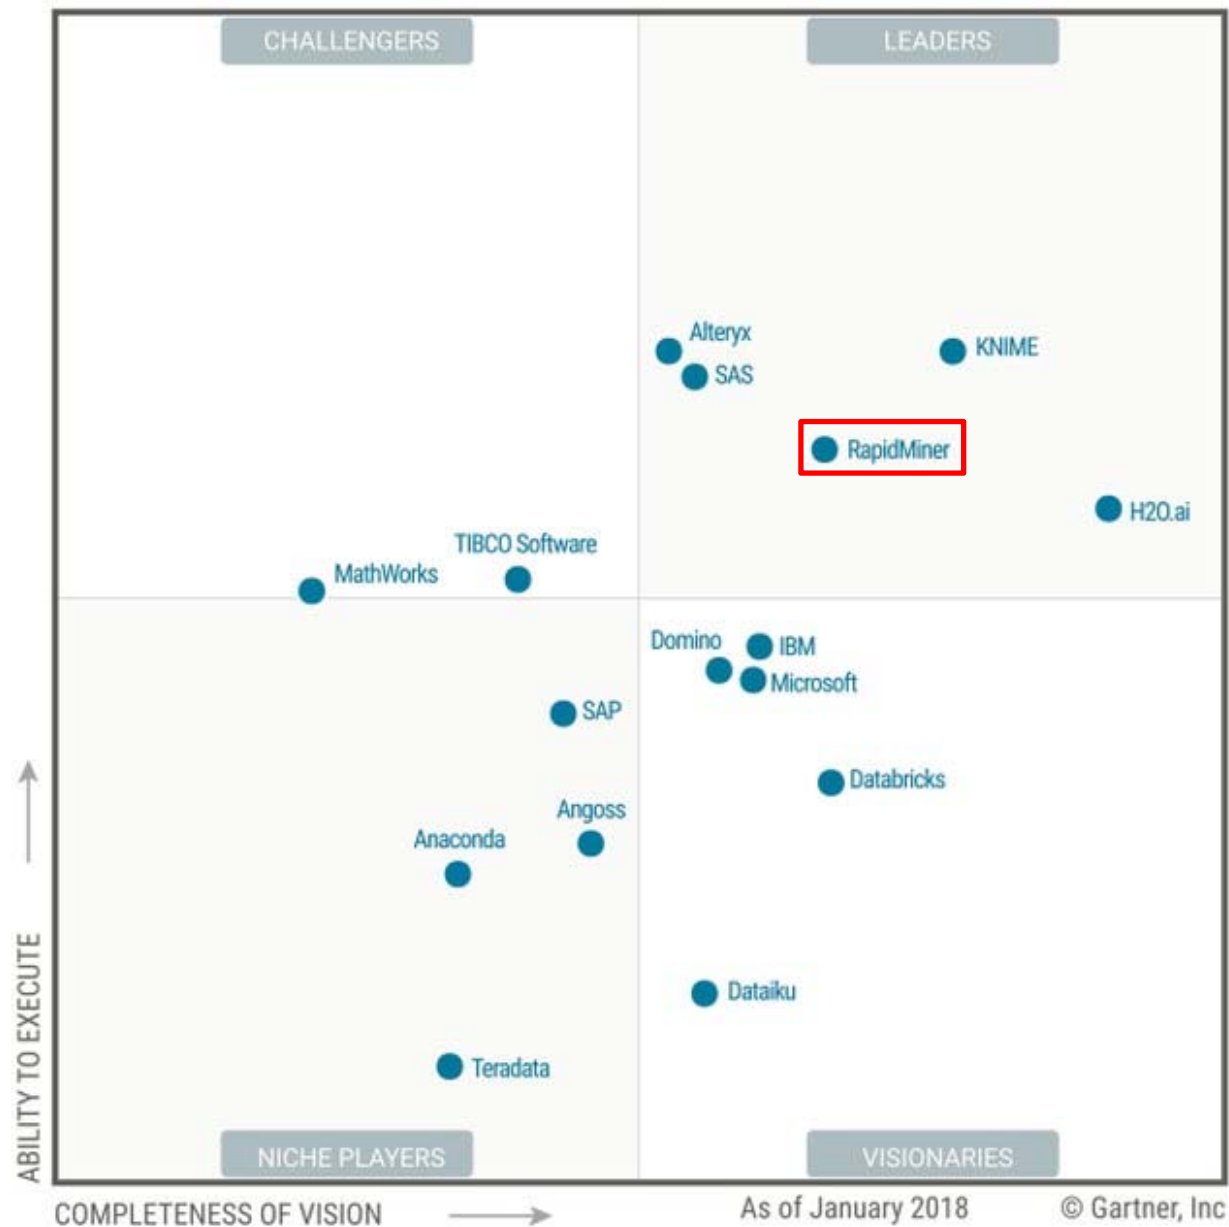 CHALLENGERS
LEADERS
Alteryx
KNIME
SAS
RapidMiner
H2O.ai
TIBCO Software
MathWorks
Domino
IBM
Microsoft
SAP
Databricks
Angoss
Anaconda
Dataiku
Teradata
NICHE PLAYERS
VISIONARIES
ABILITY TO EXECUTE
COMPLETENESS OF VISION
As of January 2018
© Gartner, Inc